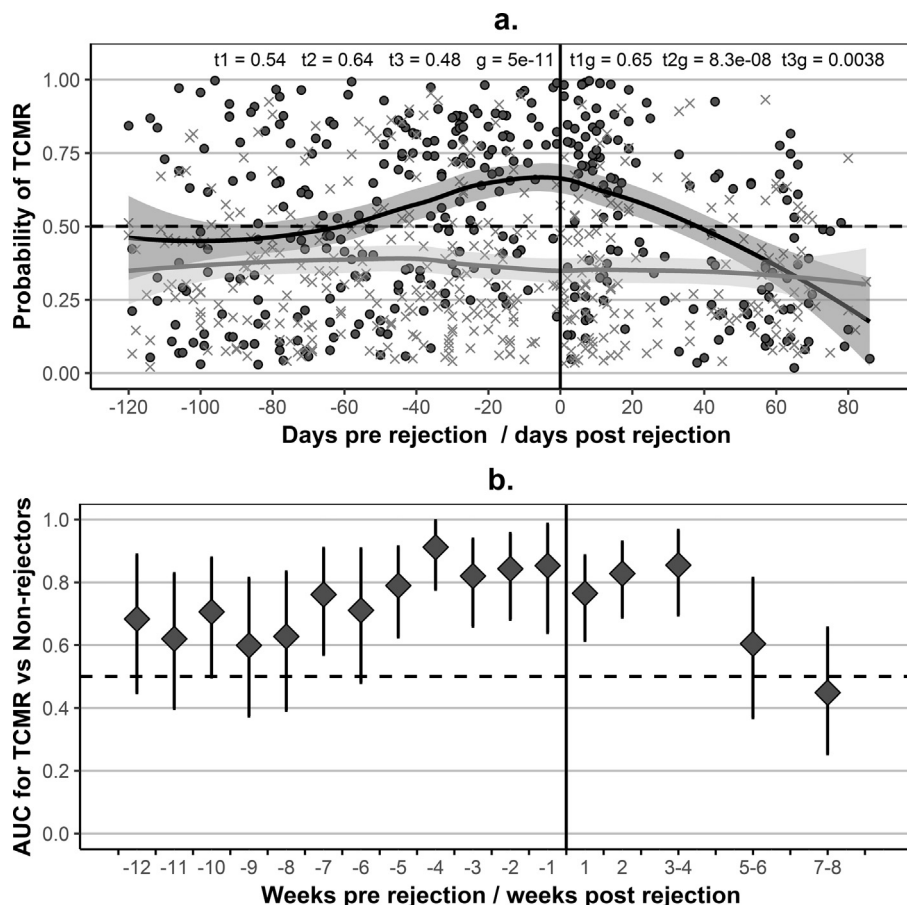 a.
t1 = 0.54 t2 = 0.64 t3 = 0.48 g = 5e-11 t1g = 0.65 t2g = 8.3e-08 t3g = 0.0038
Probability of TCMR
1.00
0.75
0.50
0.25
0.00
-120 -100 -80 -60 -40 -20 0 20 40 60 80
Days pre rejection / days post rejection
b.
AUC for TCMR vs Non-rejectors
1.0
0.8
0.6
0.4
0.2
0.0
-12 -11 -10 -9 -8 -7 -6 -5 -4 -3 -2 -1 1 2 3-4 5-6 7-8
Weeks pre rejection / weeks post rejection